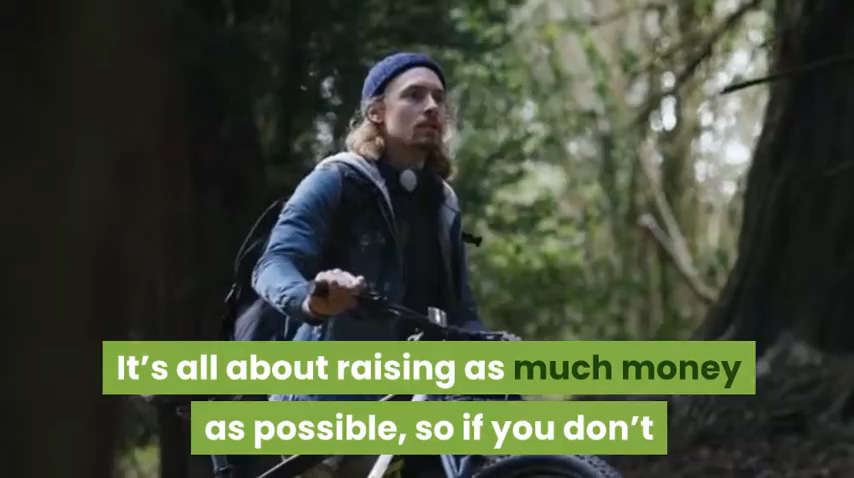 It’s all about raising as much money
as possible, so if you don’t